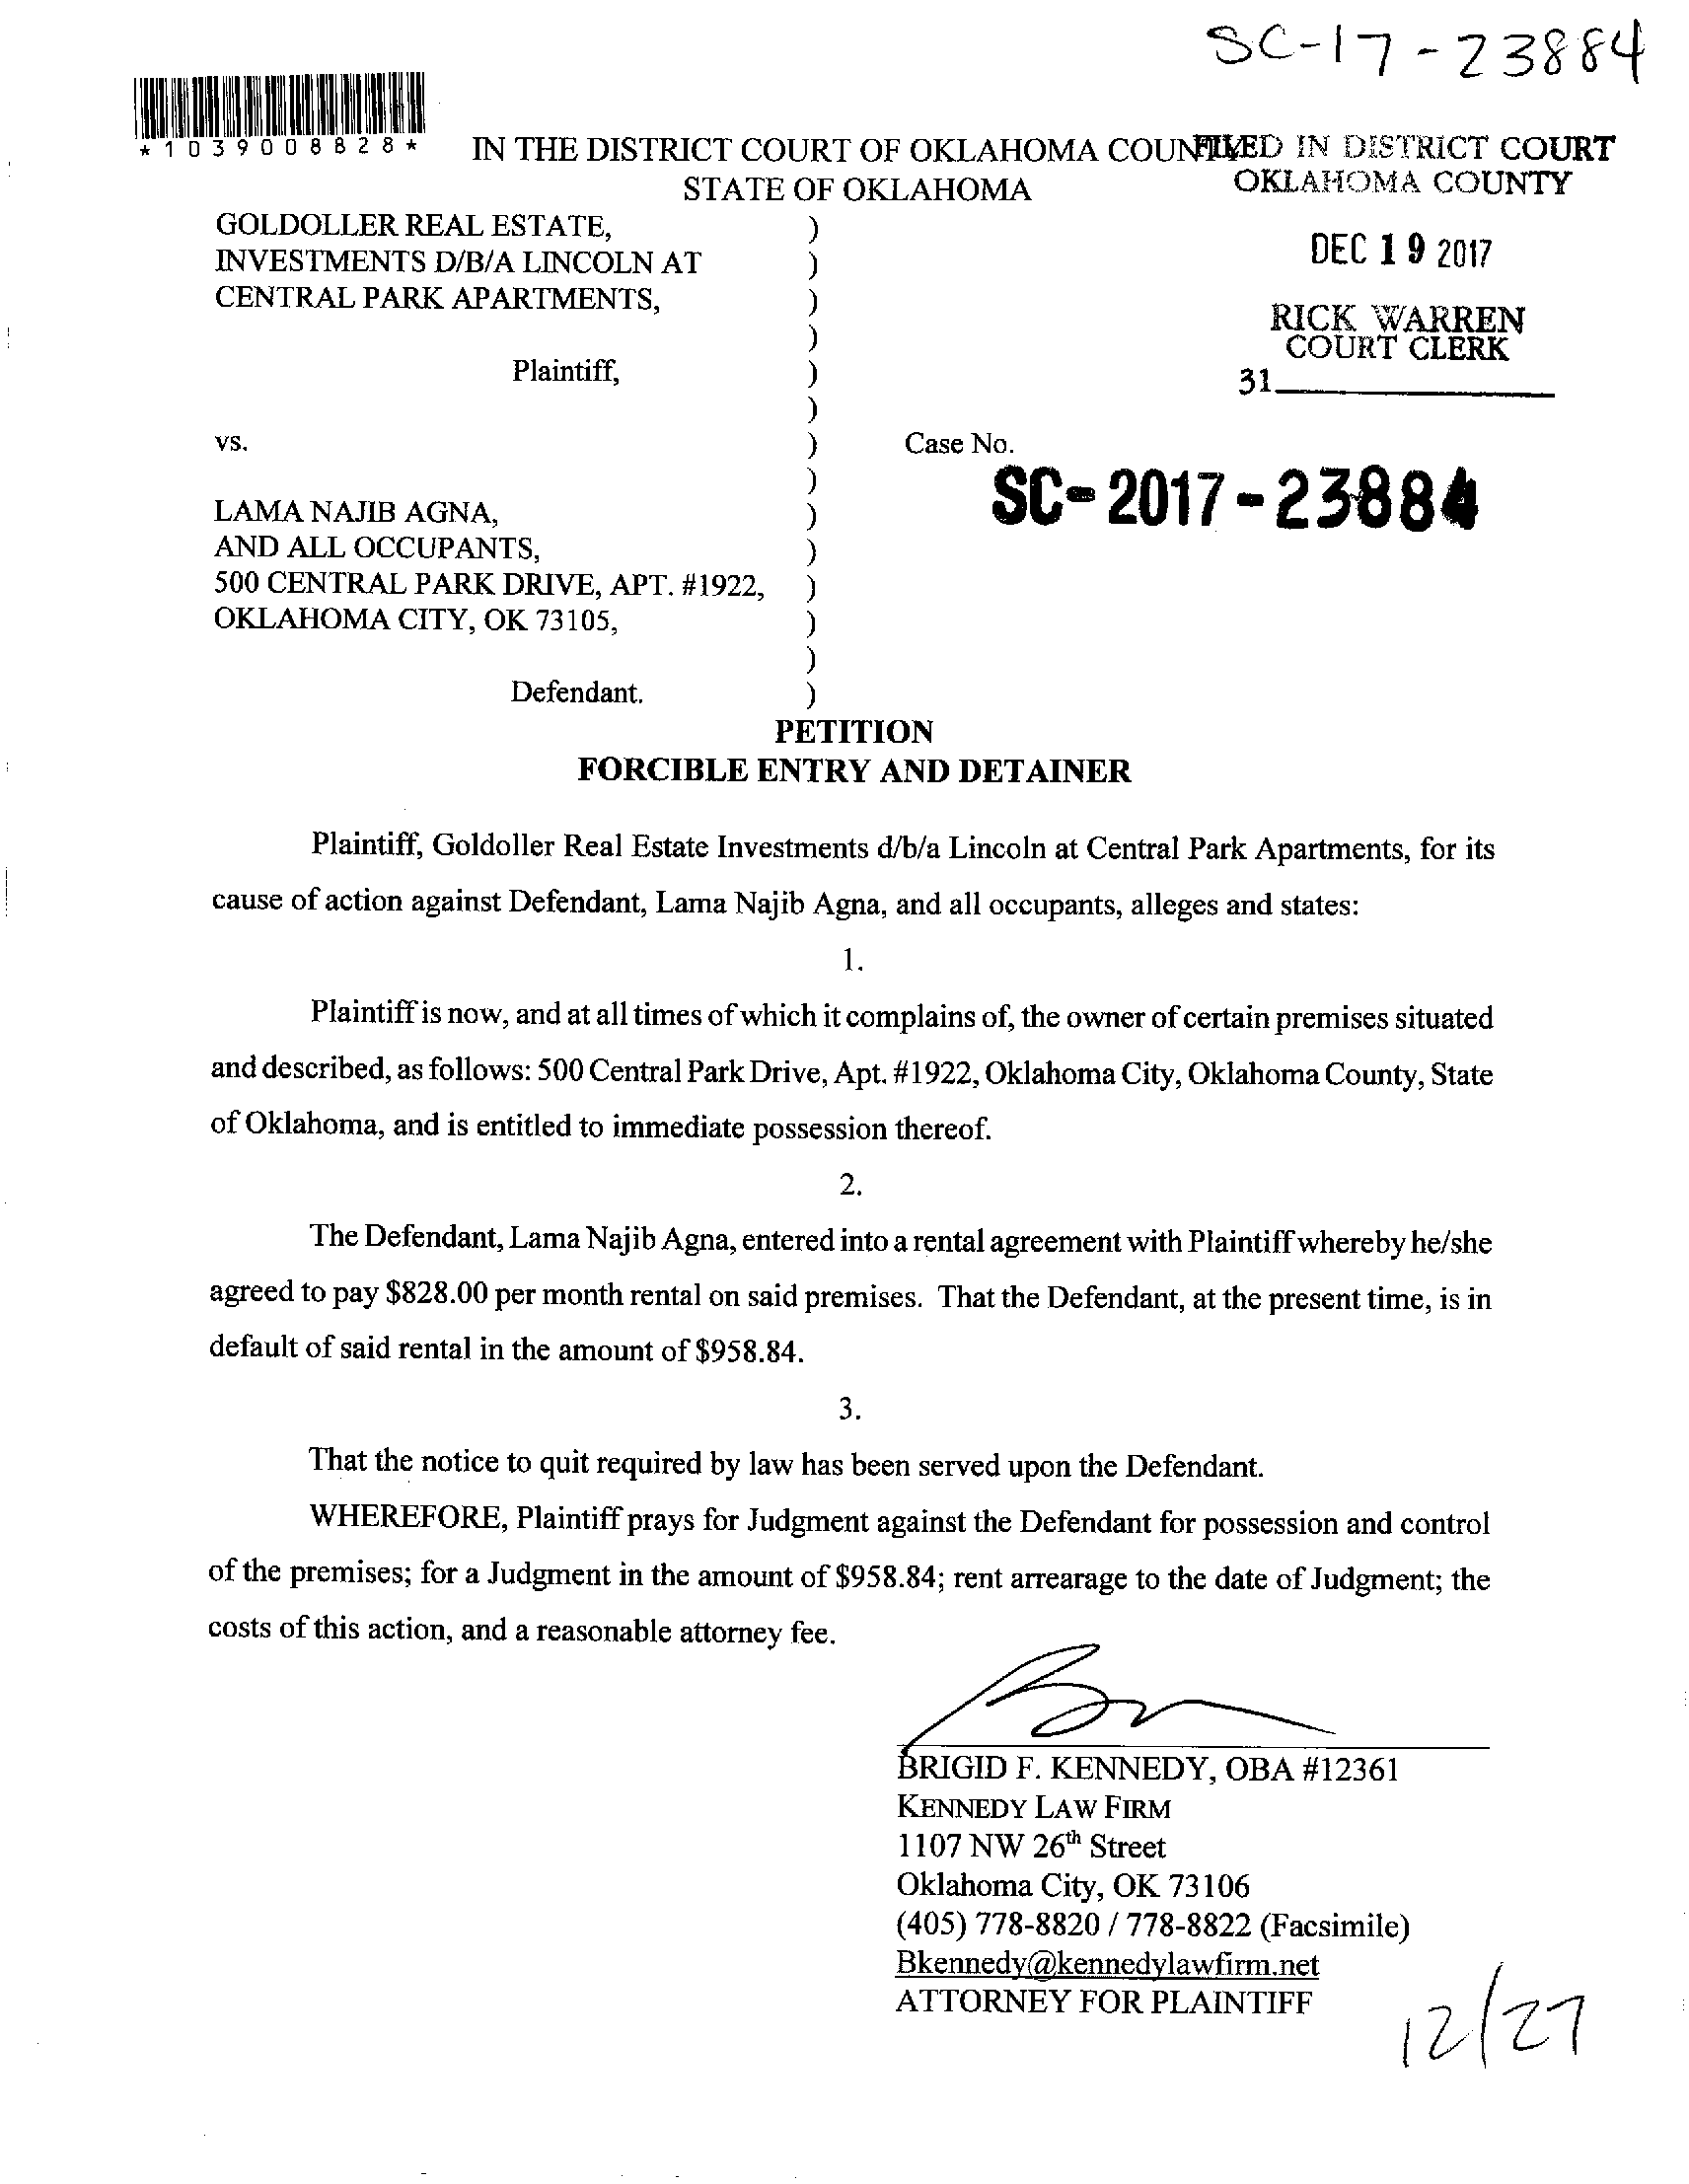 SC-17-23884
*1039008828*
IN THE DISTRICT COURT OF OKLAHOMA COUNTY
STATE OF OKLAHOMA
FILED IN DISTRICT COURT
OKLAHOMA COUNTY
DEC 19 2017
RICK WARREN
COURT CLERK
31
GOLDOLLER REAL ESTATE, )
INVESTMENTS D/B/A LINCOLN AT )
CENTRAL PARK APARTMENTS, )
)
Plaintiff, )
)
vs. ) Case No.
) SC-2017-23884
LAMA NAJIB AGNA, )
AND ALL OCCUPANTS, )
500 CENTRAL PARK DRIVE, APT. #1922, )
OKLAHOMA CITY, OK 73105, )
)
Defendant. )
PETITION
FORCIBLE ENTRY AND DETAINER
Plaintiff, Goldoller Real Estate Investments d/b/a Lincoln at Central Park Apartments, for its
cause of action against Defendant, Lama Najib Agna, and all occupants, alleges and states:
1.
Plaintiff is now, and at all times of which it complains of, the owner of certain premises situated
and described, as follows: 500 Central Park Drive, Apt. #1922, Oklahoma City, Oklahoma County, State
of Oklahoma, and is entitled to immediate possession thereof.
2.
The Defendant, Lama Najib Agna, entered into a rental agreement with Plaintiff whereby he/she
agreed to pay $828.00 per month rental on said premises. That the Defendant, at the present time, is in
default of said rental in the amount of $958.84.
3.
That the notice to quit required by law has been served upon the Defendant.
WHEREFORE, Plaintiff prays for Judgment against the Defendant for possession and control
of the premises; for a Judgment in the amount of $958.84; rent arrearage to the date of Judgment; the
costs of this action, and a reasonable attorney fee.
BRIGID F. KENNEDY, OBA #12361
KENNEDY LAW FIRM
1107 NW 26th Street
Oklahoma City, OK 73106
(405) 778-8820 / 778-8822 (Facsimile)
Bkennedy@kennedylawfirm.net
ATTORNEY FOR PLAINTIFF
12/27